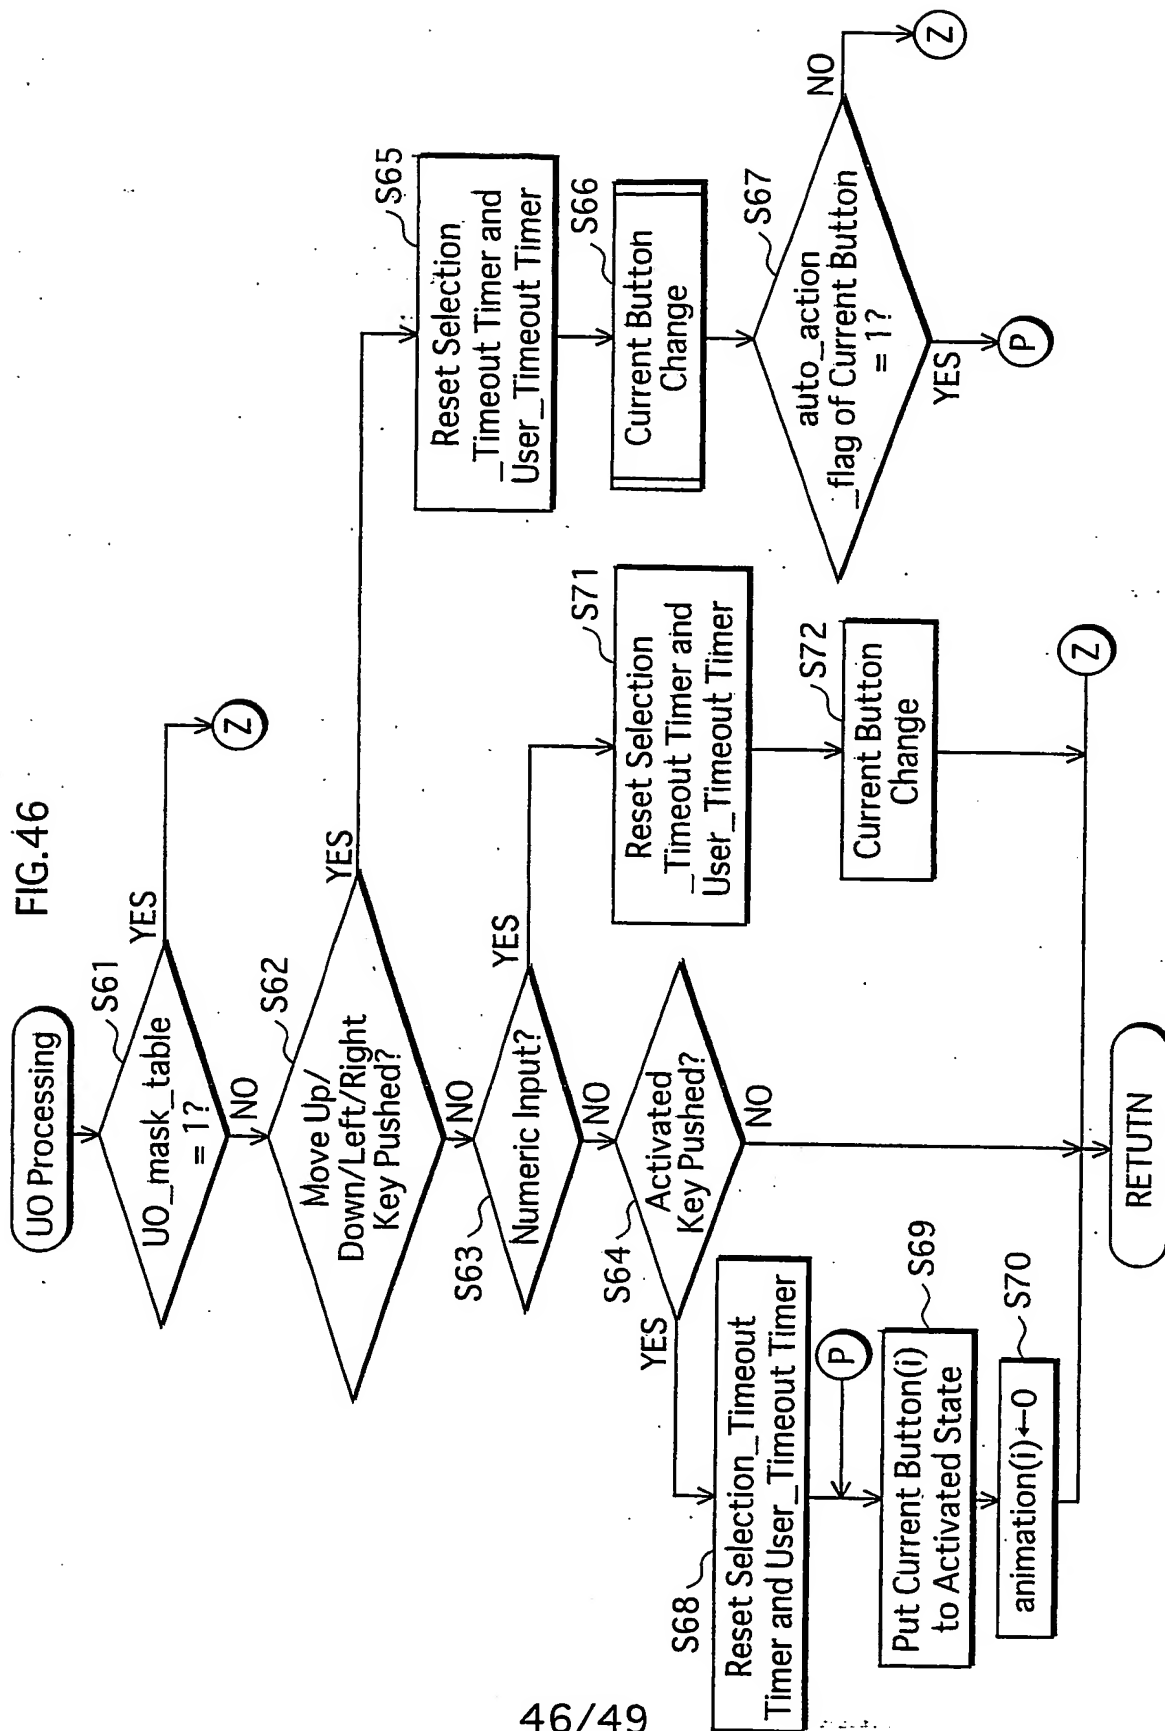 FIG.46
UO Processing
S61
UO_mask_table
= 1?
YES
Z
NO
S62
Move Up/
Down/Left/Right
Key Pushed?
YES
NO
S63
Numeric Input?
YES
NO
S64
Activated
Key Pushed?
YES
NO
S65
Reset Selection
_Timeout Timer and
User_Timeout Timer
S66
Current Button
Change
S67
auto_action
_flag of Current Button
= 1?
NO
Z
YES
P
S71
Reset Selection
_Timeout Timer and
User_Timeout Timer
S72
Current Button
Change
Z
S68
Reset Selection_Timeout
Timer and User_Timeout Timer
P
S69
Put Current Button(i)
to Activated State
S70
animation(i)←0
RETUTN
46/49